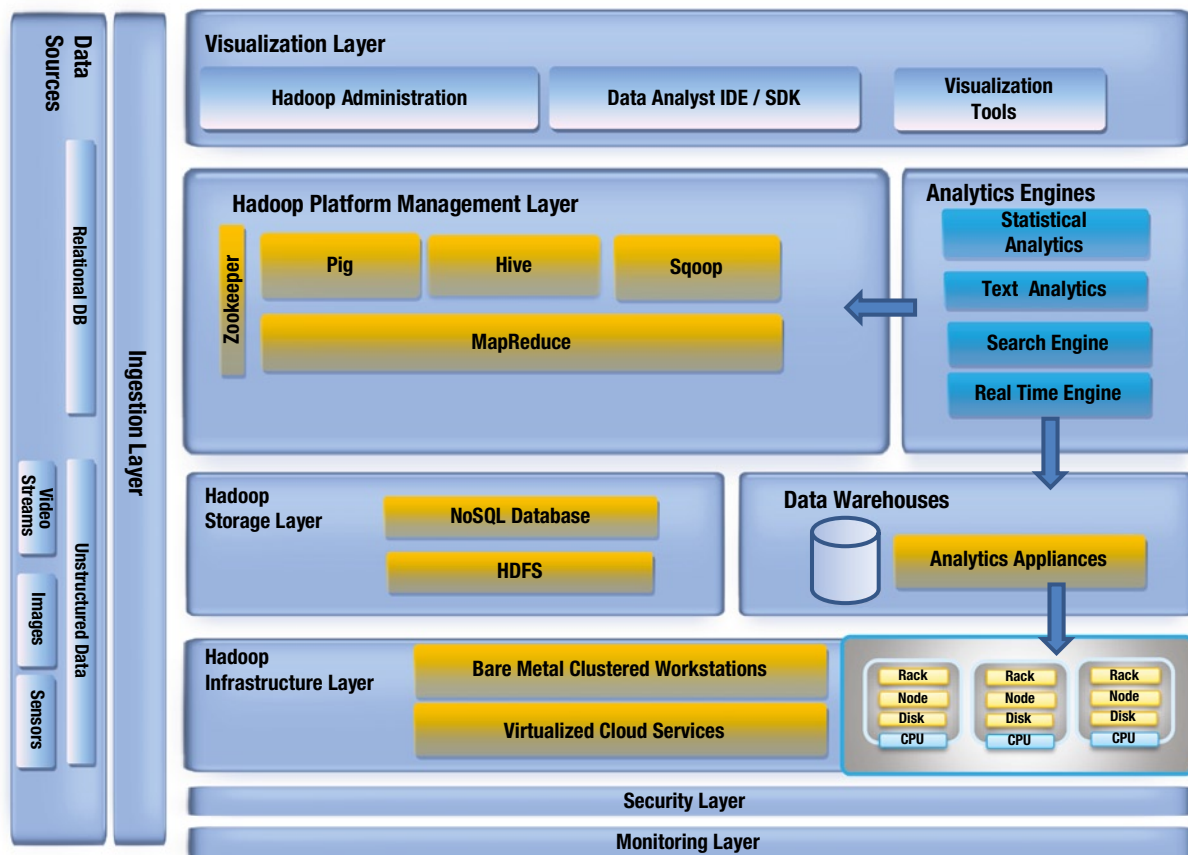 Data
Sources
Relational DB
Unstructured Data
Video
Streams
Images
Sensors
Ingestion Layer
Visualization Layer
Hadoop Administration
Data Analyst IDE / SDK
Visualization
Tools
Hadoop Platform Management Layer
Zookeeper
Pig
Hive
Sqoop
MapReduce
Analytics Engines
Statistical
Analytics
Text Analytics
Search Engine
Real Time Engine
Hadoop
Storage Layer
NoSQL Database
HDFS
Data Warehouses
Analytics Appliances
Hadoop
Infrastructure Layer
Bare Metal Clustered Workstations
Virtualized Cloud Services
Rack
Node
Disk
CPU
Rack
Node
Disk
CPU
Rack
Node
Disk
CPU
Security Layer
Monitoring Layer